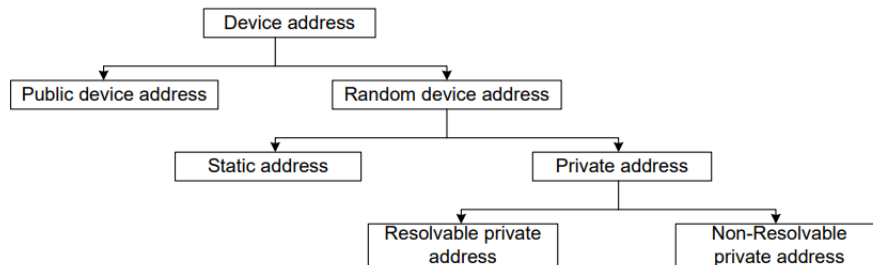 Device address
Public device address
Random device address
Static address
Private address
Resolvable private
address
Non-Resolvable
private address